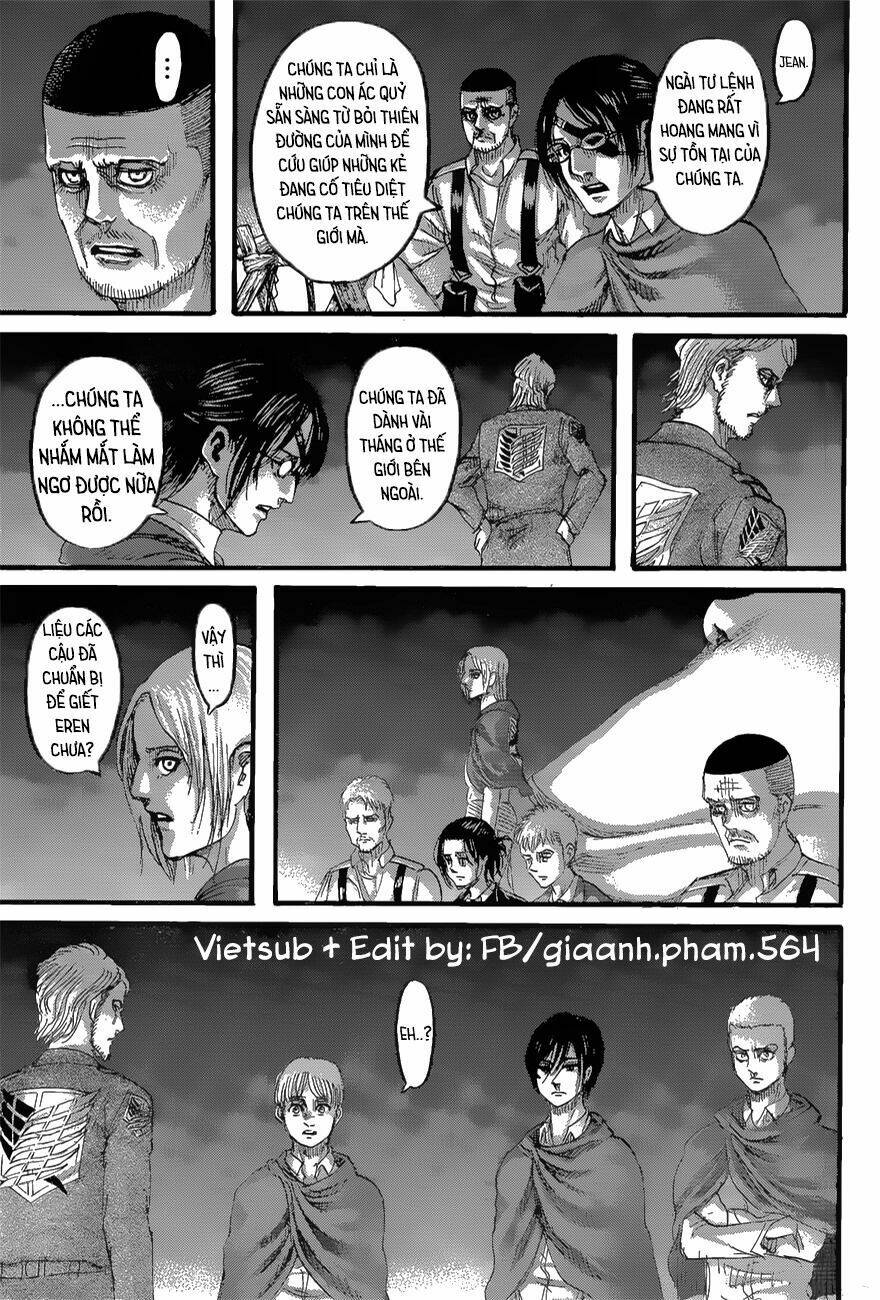 JEAN.
NGÀI TƯ LỆNH
ĐANG RẤT
HOANG MANG VÌ
SỰ TỒN TẠI CỦA
CHÚNG TA.
CHÚNG TA CHỈ LÀ
NHỮNG CON ÁC QUỶ
SẴN SÀNG TỪ BỎI THIÊN
ĐƯỜNG CỦA MÌNH ĐỂ
CỨU GIÚP NHỮNG KẺ
ĐANG CỐ TIÊU DIỆT
CHÚNG TA TRÊN THẾ
GIỚI MÀ.
...
CHÚNG TA ĐÃ
DÀNH VÀI
THÁNG Ở THẾ
GIỚI BÊN
NGOÀI.
...CHÚNG TA
KHÔNG THỂ
NHẮM MẮT LÀM
NGƠ ĐƯỢC NỮA
RỒI.
VẬY
THÌ
...
LIỆU CÁC
CẬU ĐÃ
CHUẨN BỊ
ĐỂ GIẾT
EREN
CHƯA?
Vietsub + Edit by: FB/giaanh.pham.564
EH..?